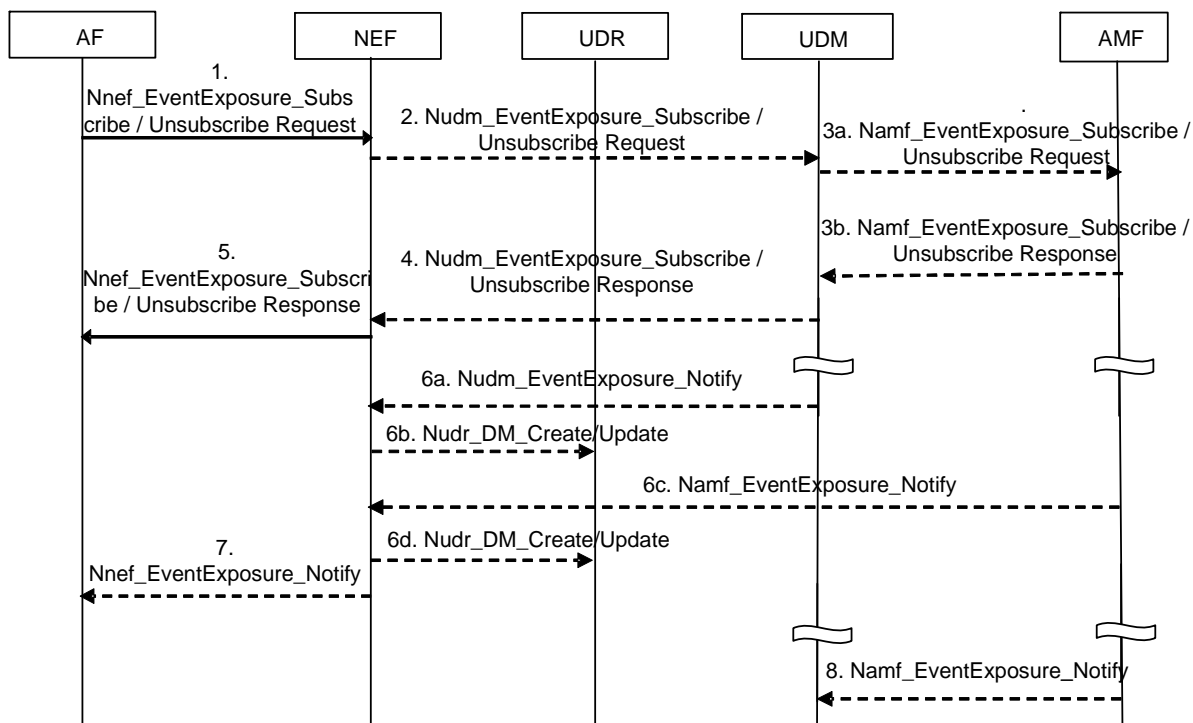 AF
NEF
UDR
UDM
AMF
1.
Nnef_EventExposure_Subs
cribe / Unsubscribe Request
2. Nudm_EventExposure_Subscribe /
Unsubscribe Request
.
3a. Namf_EventExposure_Subscribe /
Unsubscribe Request
3b. Namf_EventExposure_Subscribe /
Unsubscribe Response
4. Nudm_EventExposure_Subscribe /
Unsubscribe Response
5.
Nnef_EventExposure_Subscri
be / Unsubscribe Response
6a. Nudm_EventExposure_Notify
6b. Nudr_DM_Create/Update
6c. Namf_EventExposure_Notify
6d. Nudr_DM_Create/Update
7.
Nnef_EventExposure_Notify
8. Namf_EventExposure_Notify